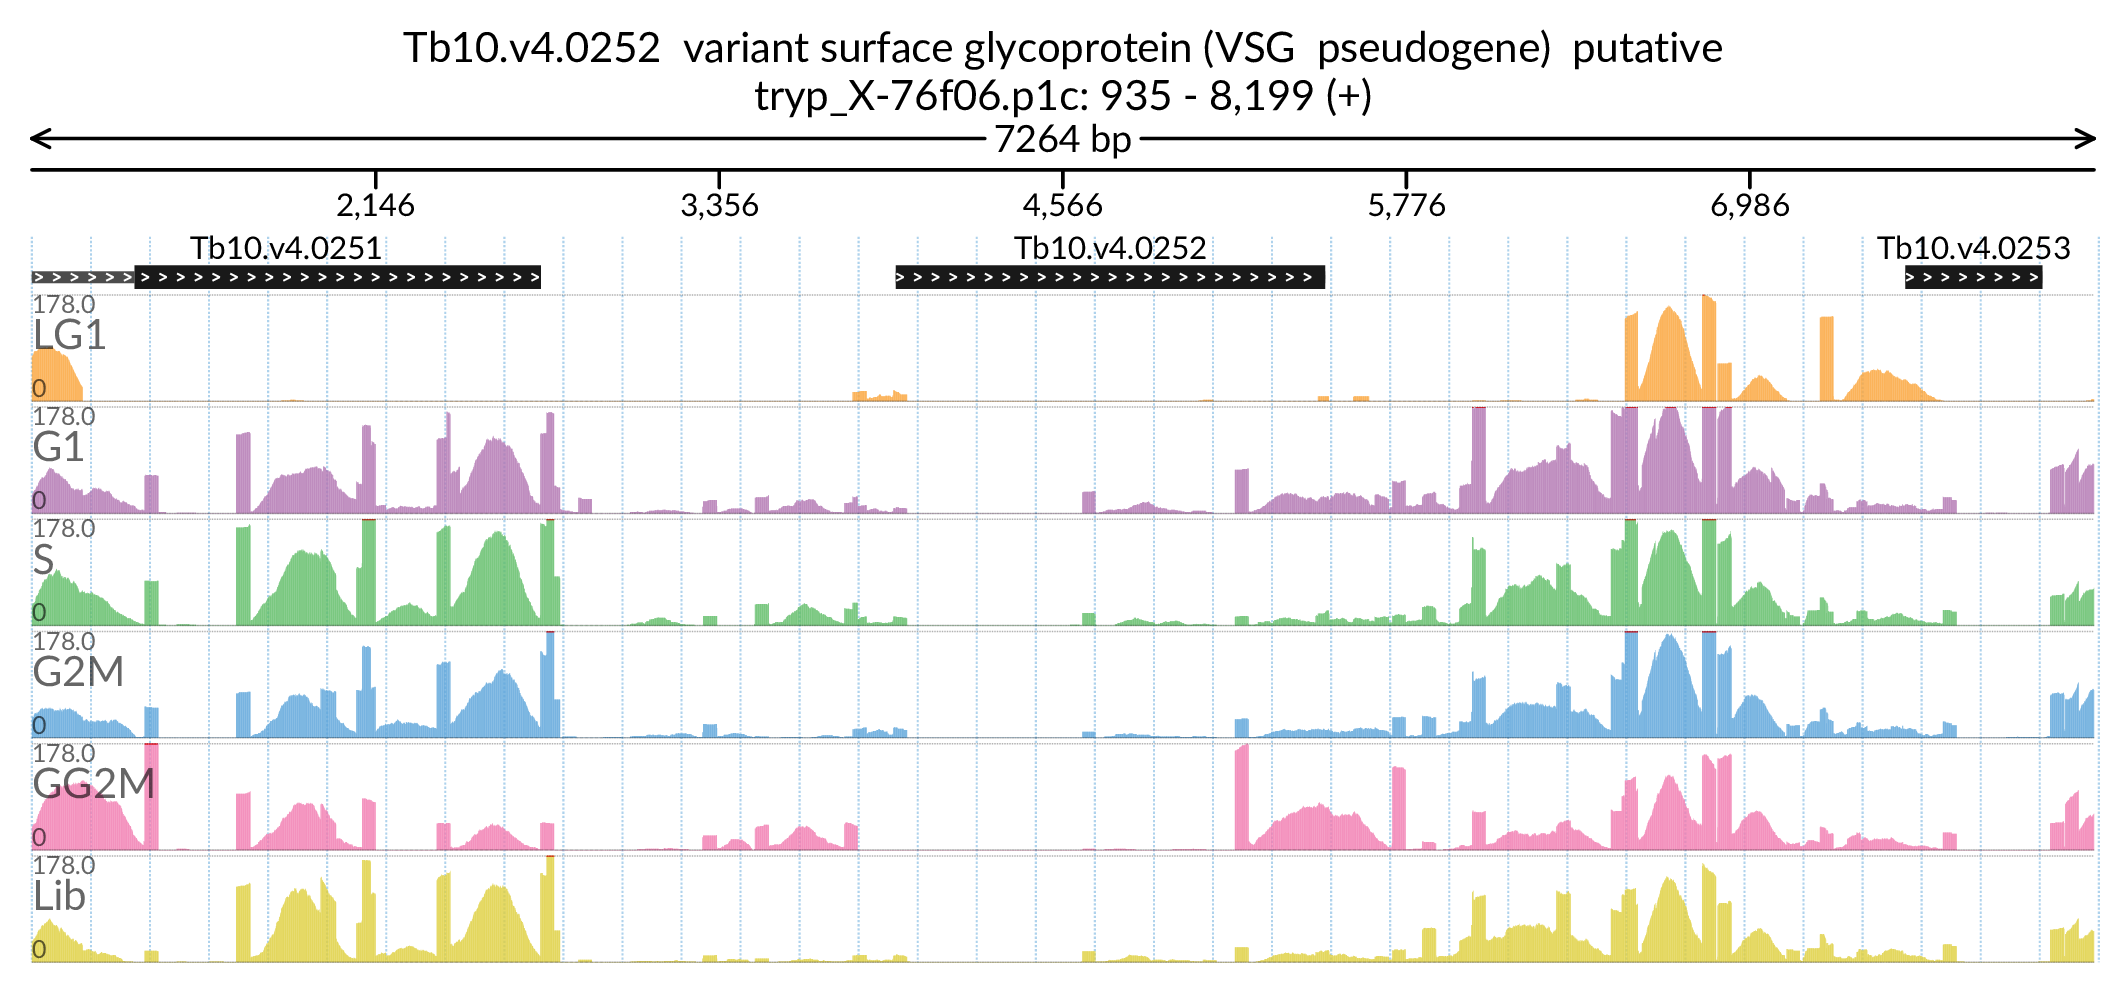 Tb10.v4.0252  variant surface glycoprotein (VSG  pseudogene)  putative
tryp_X-76f06.p1c: 935 - 8,199 (+)
7264 bp
2,146 3,356 4,566 5,776 6,986
Tb10.v4.0251 Tb10.v4.0252 Tb10.v4.0253
178.0
LG1
0
178.0
G1
0
178.0
S
0
178.0
G2M
0
178.0
GG2M
0
178.0
Lib
0